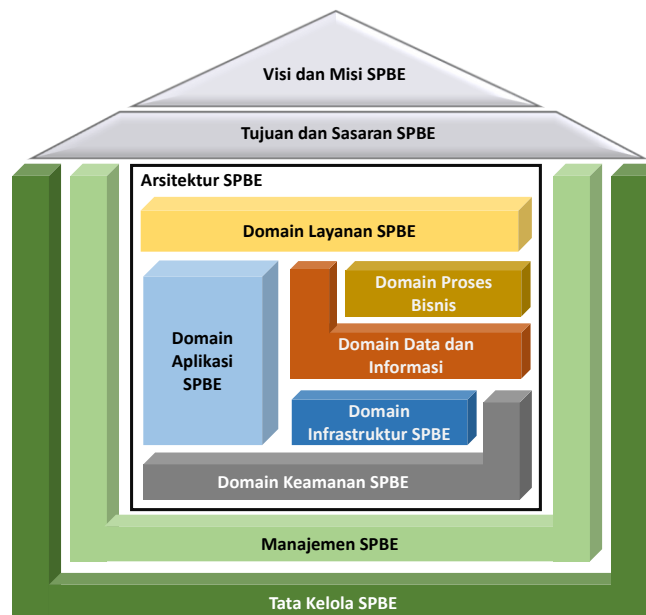 Visi dan Misi SPBE
Tujuan dan Sasaran SPBE
Arsitektur SPBE
Domain Layanan SPBE
Domain Aplikasi SPBE
Domain Proses
Bisnis
Domain Data dan
Informasi
Domain
Infrastruktur SPBE
Domain Keamanan SPBE
Manajemen SPBE
Tata Kelola SPBE